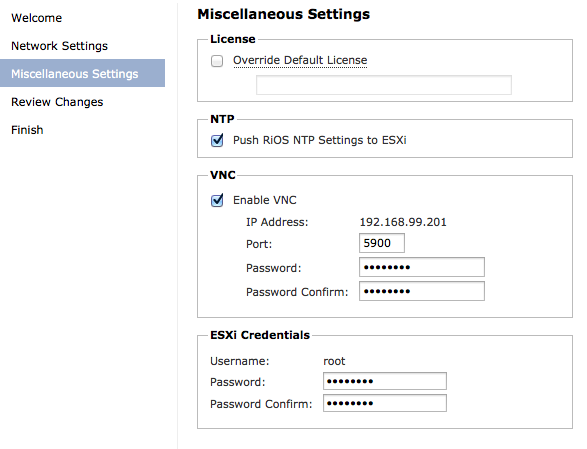 Welcome
Network Settings
Miscellaneous Settings
Review Changes
Finish
Miscellaneous Settings
License
Override Default License
NTP
Push RiOS NTP Settings to ESXi
VNC
Enable VNC
IP Address: 192.168.99.201
Port: 5900
Password: ••••••••
Password Confirm: ••••••••
ESXi Credentials
Username: root
Password: ••••••••
Password Confirm: ••••••••